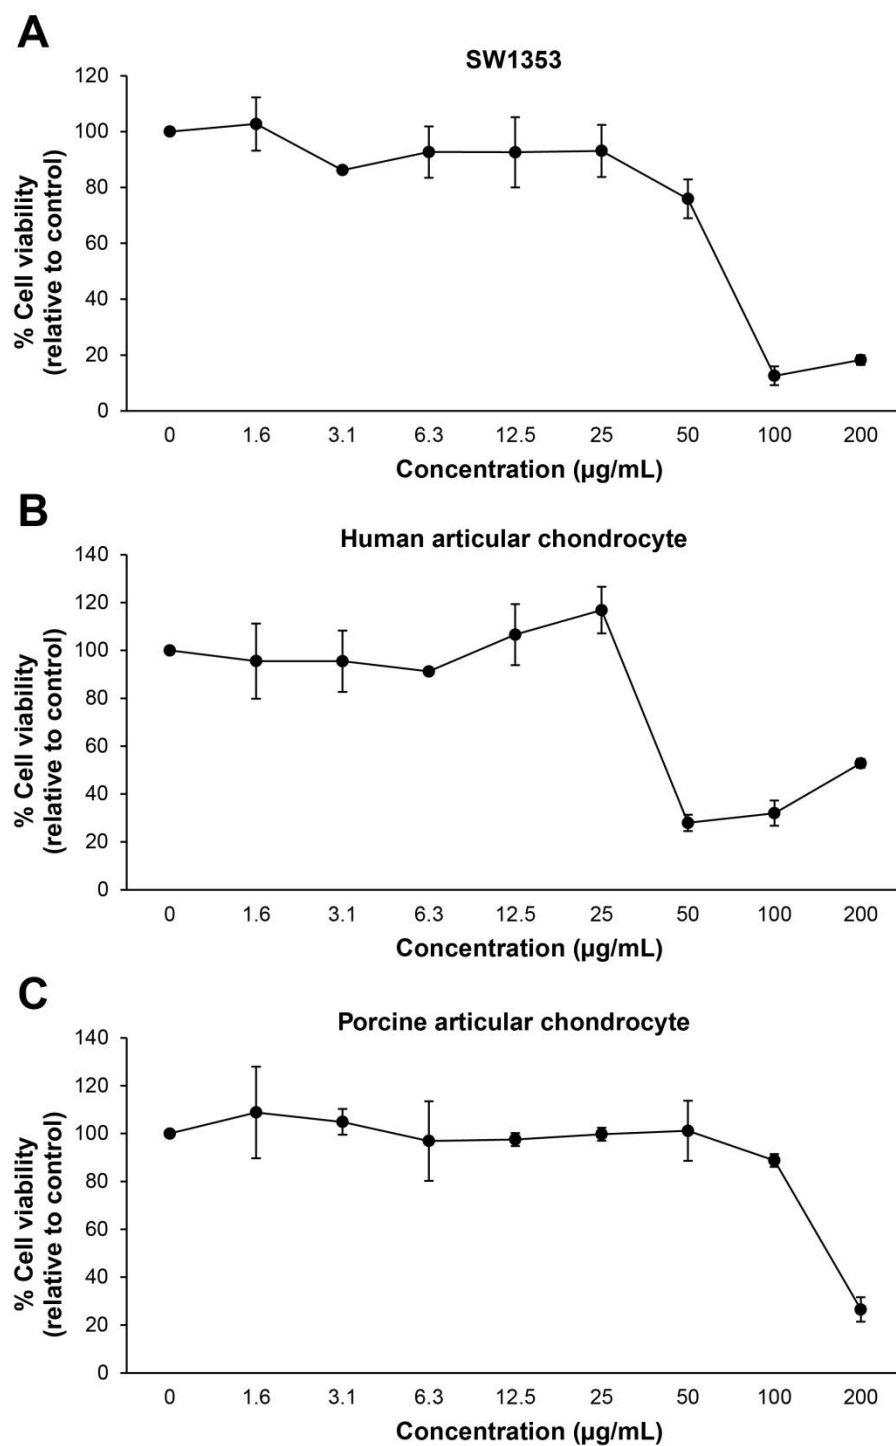 A
SW1353
% Cell viability
(relative to control)
120
100
80
60
40
20
0
0 1.6 3.1 6.3 12.5 25 50 100 200
Concentration (µg/mL)
B
Human articular chondrocyte
% Cell viability
(relative to control)
140
120
100
80
60
40
20
0
0 1.6 3.1 6.3 12.5 25 50 100 200
Concentration (µg/mL)
C
Porcine articular chondrocyte
% Cell viability
(relative to control)
140
120
100
80
60
40
20
0
0 1.6 3.1 6.3 12.5 25 50 100 200
Concentration (µg/mL)